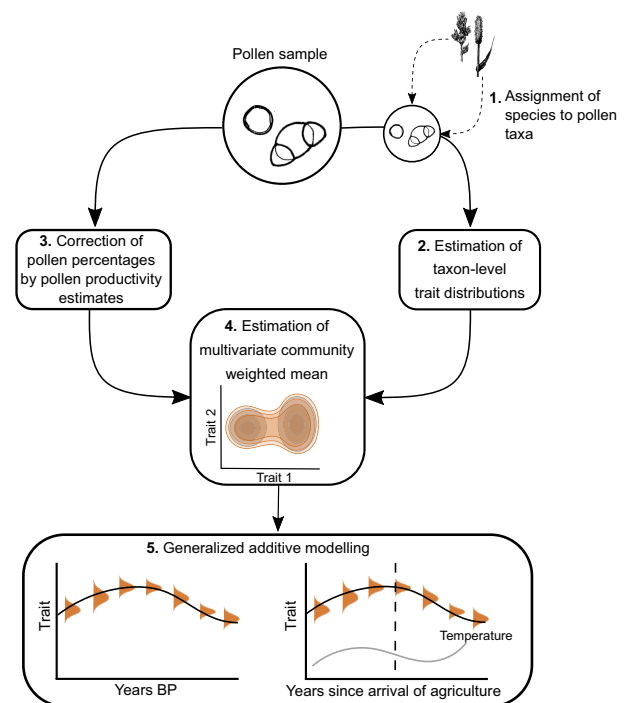 Pollen sample
1. Assignment of
species to pollen
taxa
3. Correction of
pollen percentages
by pollen productivity
estimates
2. Estimation of
taxon-level
trait distributions
4. Estimation of
multivariate community
weighted mean
Trait 2
Trait 1
5. Generalized additive modelling
Trait
Years BP
Trait
Temperature
Years since arrival of agriculture